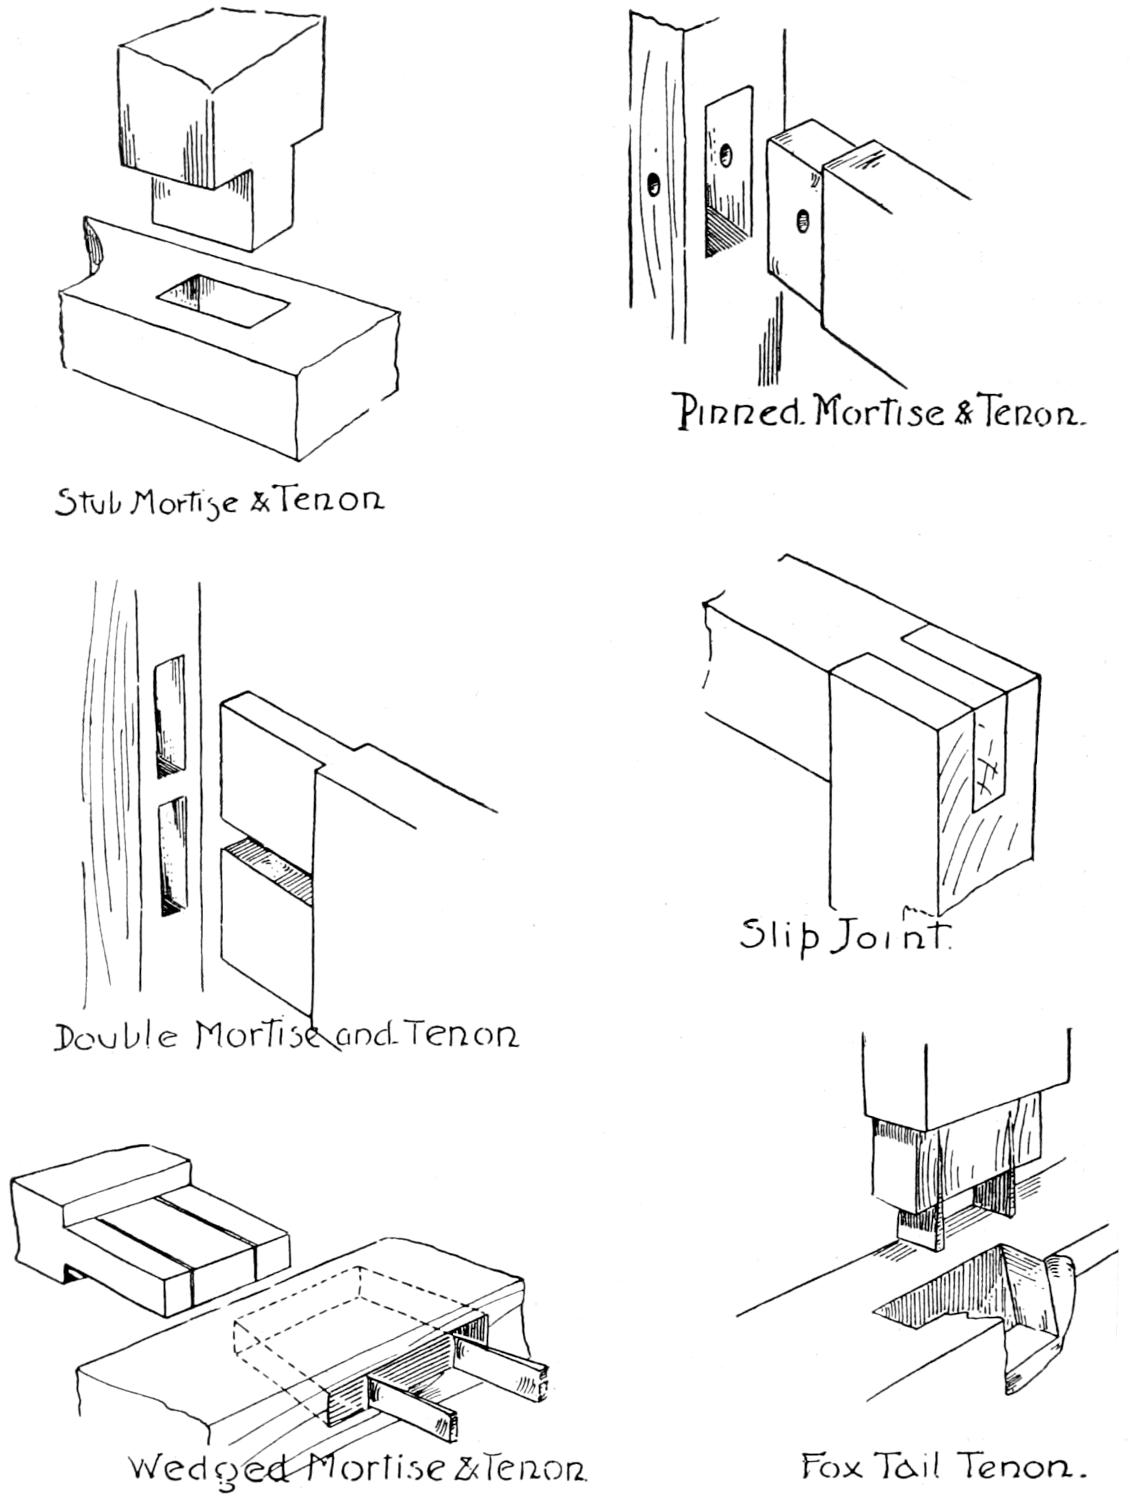 Pinned. Mortise & Tenon.
Stub Mortise & Tenon
Slip Joint.
Double Mortise and Tenon
Wedged Mortise & Tenon
Fox Tail Tenon.